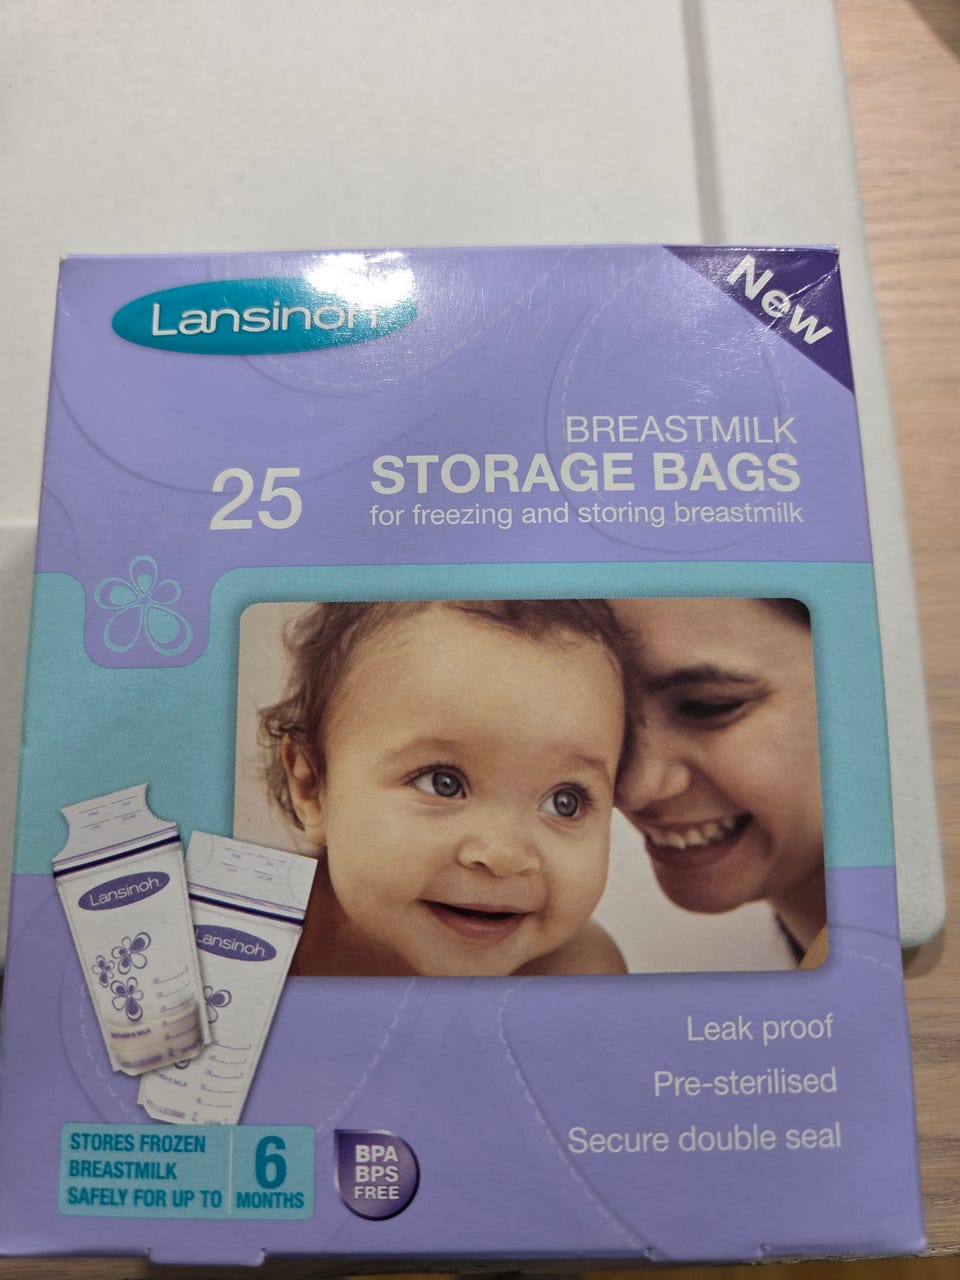 Lansinoh
New
BREASTMILK
25 STORAGE BAGS
for freezing and storing breastmilk
Lansinoh
Lansinoh
Leak proof
Pre-sterilised
Secure double seal
STORES FROZEN
BREASTMILK
SAFELY FOR UP TO
6
MONTHS
BPA
BPS
FREE